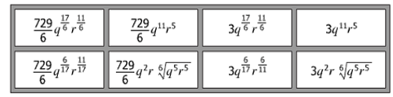 729/6 q^(17/6) r^(11/6)    729/6 q^11 r^5    3q^(17/6) r^(11/6)    3q^11 r^5
729/6 q^(6/17) r^(11/17)    729/6 q^2 r ⁶√(q^5 r^5)    3q^(6/17) r^(6/11)    3q^2 r ⁶√(q^5 r^5)